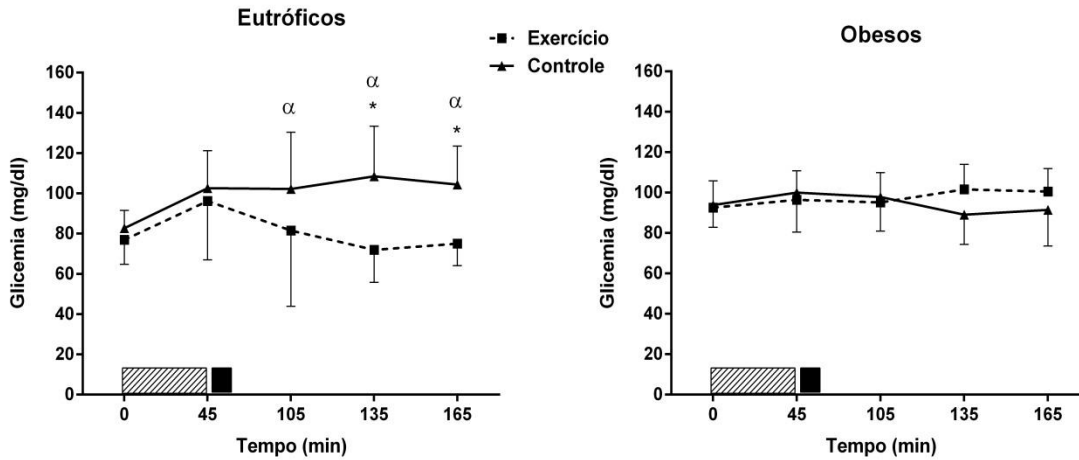 Eutróficos
Exercício
Controle
Obesos
Glicemia (mg/dl)
160
140
120
100
80
60
40
20
0
α
α
*
α
*
0 45 105 135 165
Tempo (min)
Glicemia (mg/dl)
160
140
120
100
80
60
40
20
0
0 45 105 135 165
Tempo (min)